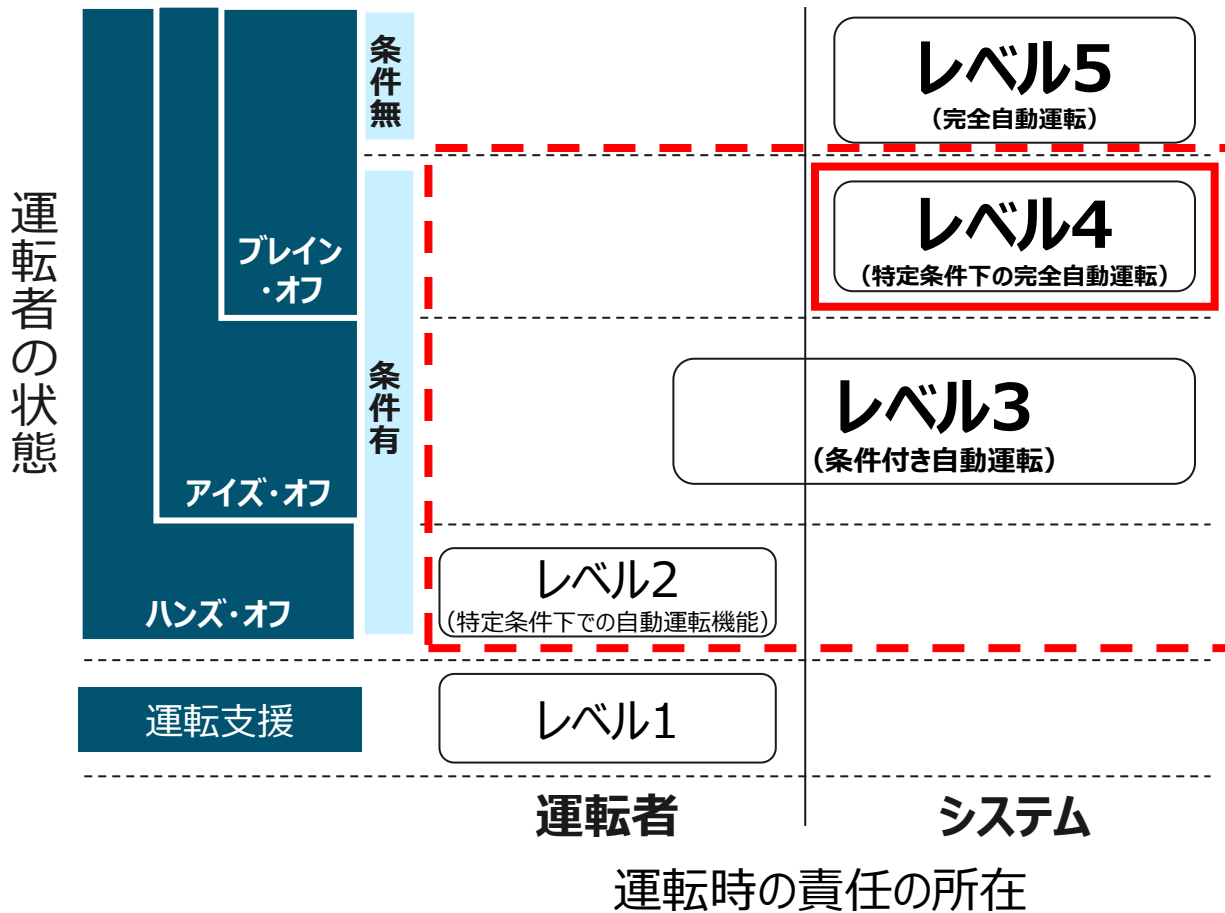 運転者の状態
条件無
条件有
ブレイン
・オフ
アイズ・オフ
ハンズ・オフ
運転支援
レベル5
（完全自動運転）
レベル4
（特定条件下の完全自動運転）
レベル3
（条件付き自動運転）
レベル2
（特定条件下での自動運転機能）
レベル1
運転者
システム
運転時の責任の所在